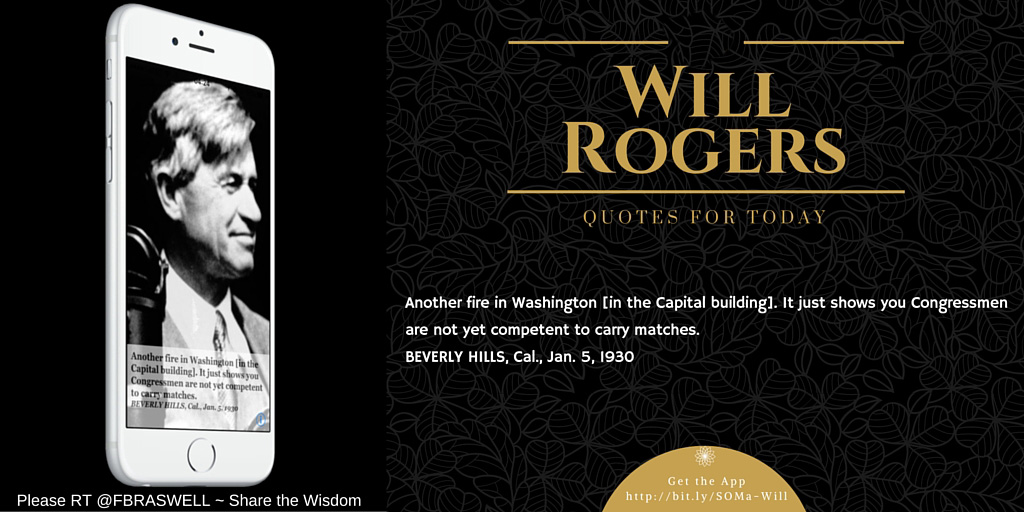 Another fire in Washington [in the
Capital building]. It just shows you
Congressmen are not yet competent
to carry matches.
BEVERLY HILLS, Cal., Jan. 5, 1930
Please RT @FBRASWELL ~ Share the Wisdom
WILL
ROGERS
QUOTES FOR TODAY
Another fire in Washington [in the Capital building]. It just shows you Congressmen
are not yet competent to carry matches.
BEVERLY HILLS, Cal., Jan. 5, 1930
Get the App
http://bit.ly/SOMa-Will